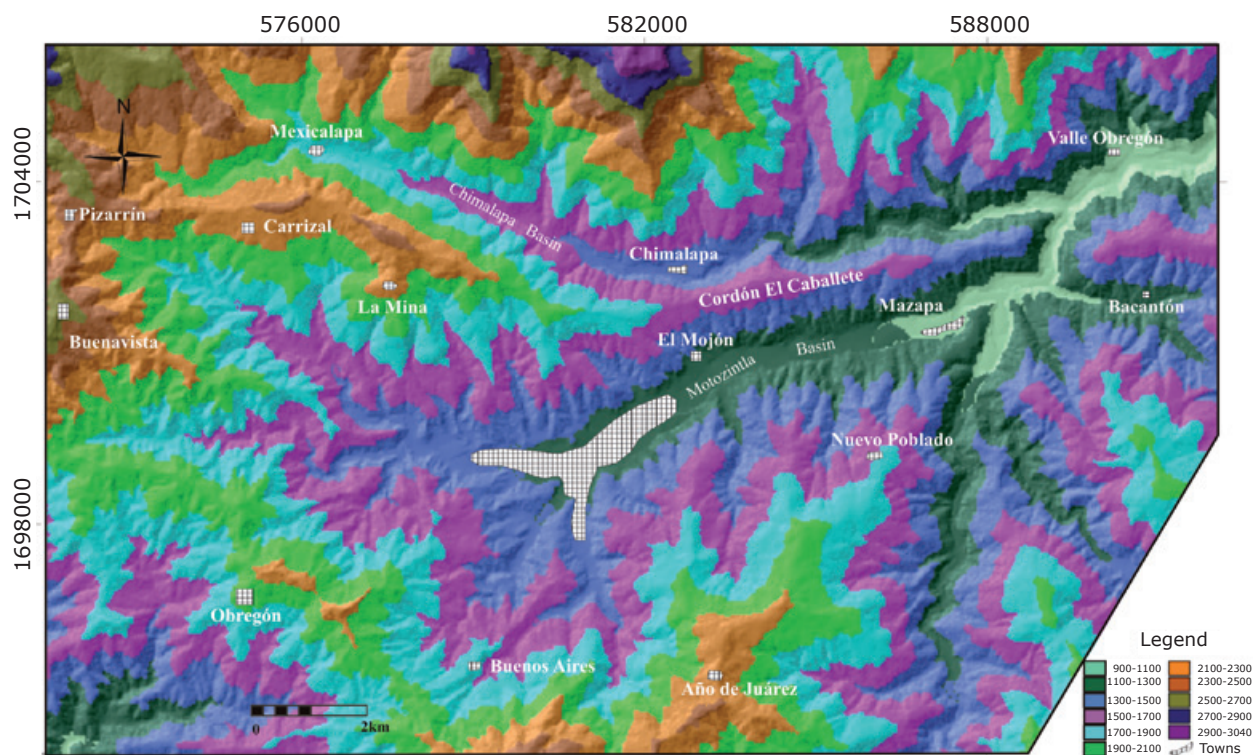 576000
582000
588000
1704000
1698000
N
Mexicalapa
Valle Obregón
Pizarrín
Carrizal
Chimalapa Basin
Chimalapa
La Mina
Cordón El Caballete
Mazapa
Bacantón
Buenavista
El Mojón
Motozintla Basin
Nuevo Poblado
Obregón
Buenos Aires
Año de Juárez
0 2km
Legend
900-1100
1100-1300
1300-1500
1500-1700
1700-1900
1900-2100
2100-2300
2300-2500
2500-2700
2700-2900
2900-3040
Towns